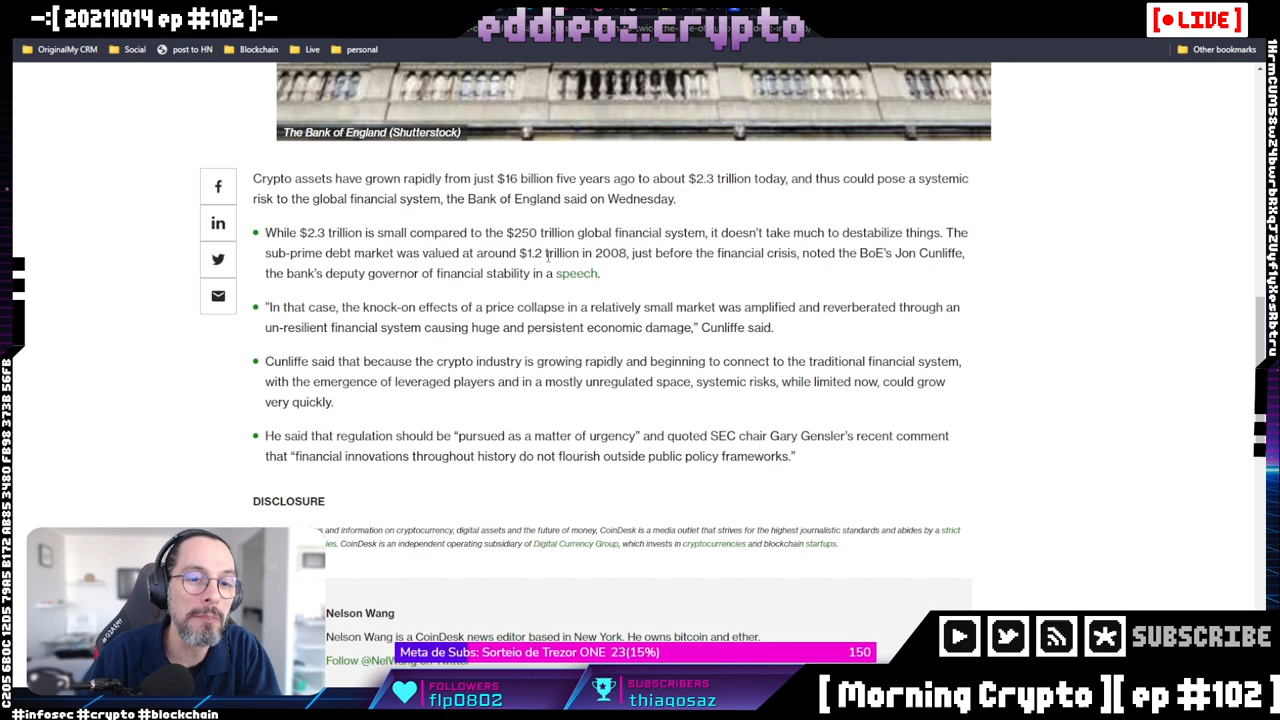 -:[ 20211014 ep #102 ]:-
eddieoz.crypto
[ ● LIVE ]
OriginalMy CRM
Social
post to HN
Blockchain
Live
personal
Other bookmarks
The Bank of England (Shutterstock)
Crypto assets have grown rapidly from just $16 billion five years ago to about $2.3 trillion today, and thus could pose a systemic
risk to the global financial system, the Bank of England said on Wednesday.
While $2.3 trillion is small compared to the $250 trillion global financial system, it doesn't take much to destabilize things. The
sub-prime debt market was valued at around $1.2 trillion in 2008, just before the financial crisis, noted the BoE's Jon Cunliffe,
the bank's deputy governor of financial stability in a speech.
"In that case, the knock-on effects of a price collapse in a relatively small market was amplified and reverberated through an
un-resilient financial system causing huge and persistent economic damage," Cunliffe said.
Cunliffe said that because the crypto industry is growing rapidly and beginning to connect to the traditional financial system,
with the emergence of leveraged players and in a mostly unregulated space, systemic risks, while limited now, could grow
very quickly.
He said that regulation should be “pursued as a matter of urgency” and quoted SEC chair Gary Gensler's recent comment
that “financial innovations throughout history do not flourish outside public policy frameworks.”
DISCLOSURE
and information on cryptocurrency, digital assets and the future of money, CoinDesk is a media outlet that strives for the highest journalistic standards and abides by a strict
CoinDesk is an independent operating subsidiary of Digital Currency Group, which invests in cryptocurrencies and blockchain startups.
Nelson Wang
Nelson Wang is a CoinDesk news editor based in New York. He owns bitcoin and ether.
Follow
Meta de Subs: Sorteio de Trezor ONE 23(15%)
150
FOLLOWERS
flp0802
SUBSCRIBERS
thiagosaz
SUBSCRIBE
[ Morning Crypto ][ ep #102 ]
#infosec #crypto #blockchain